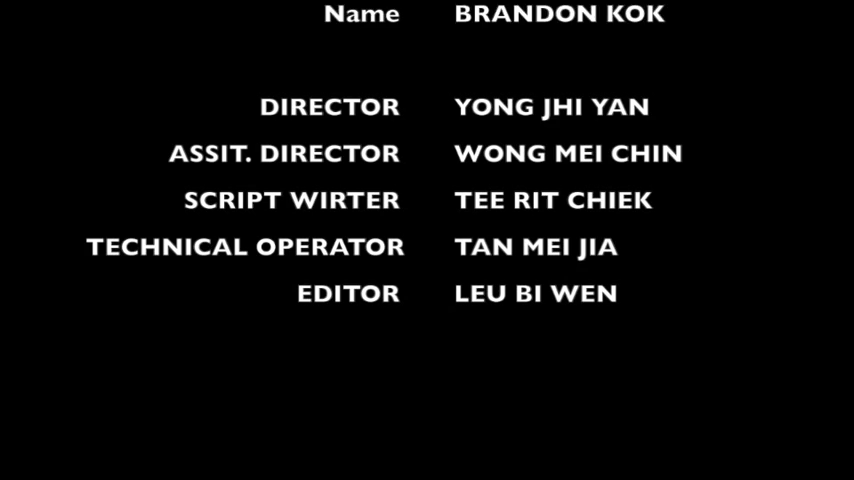 Name BRANDON KOK
DIRECTOR YONG JHI YAN
ASSIT. DIRECTOR WONG MEI CHIN
SCRIPT WIRTER TEE RIT CHIEK
TECHNICAL OPERATOR TAN MEI JIA
EDITOR LEU BI WEN